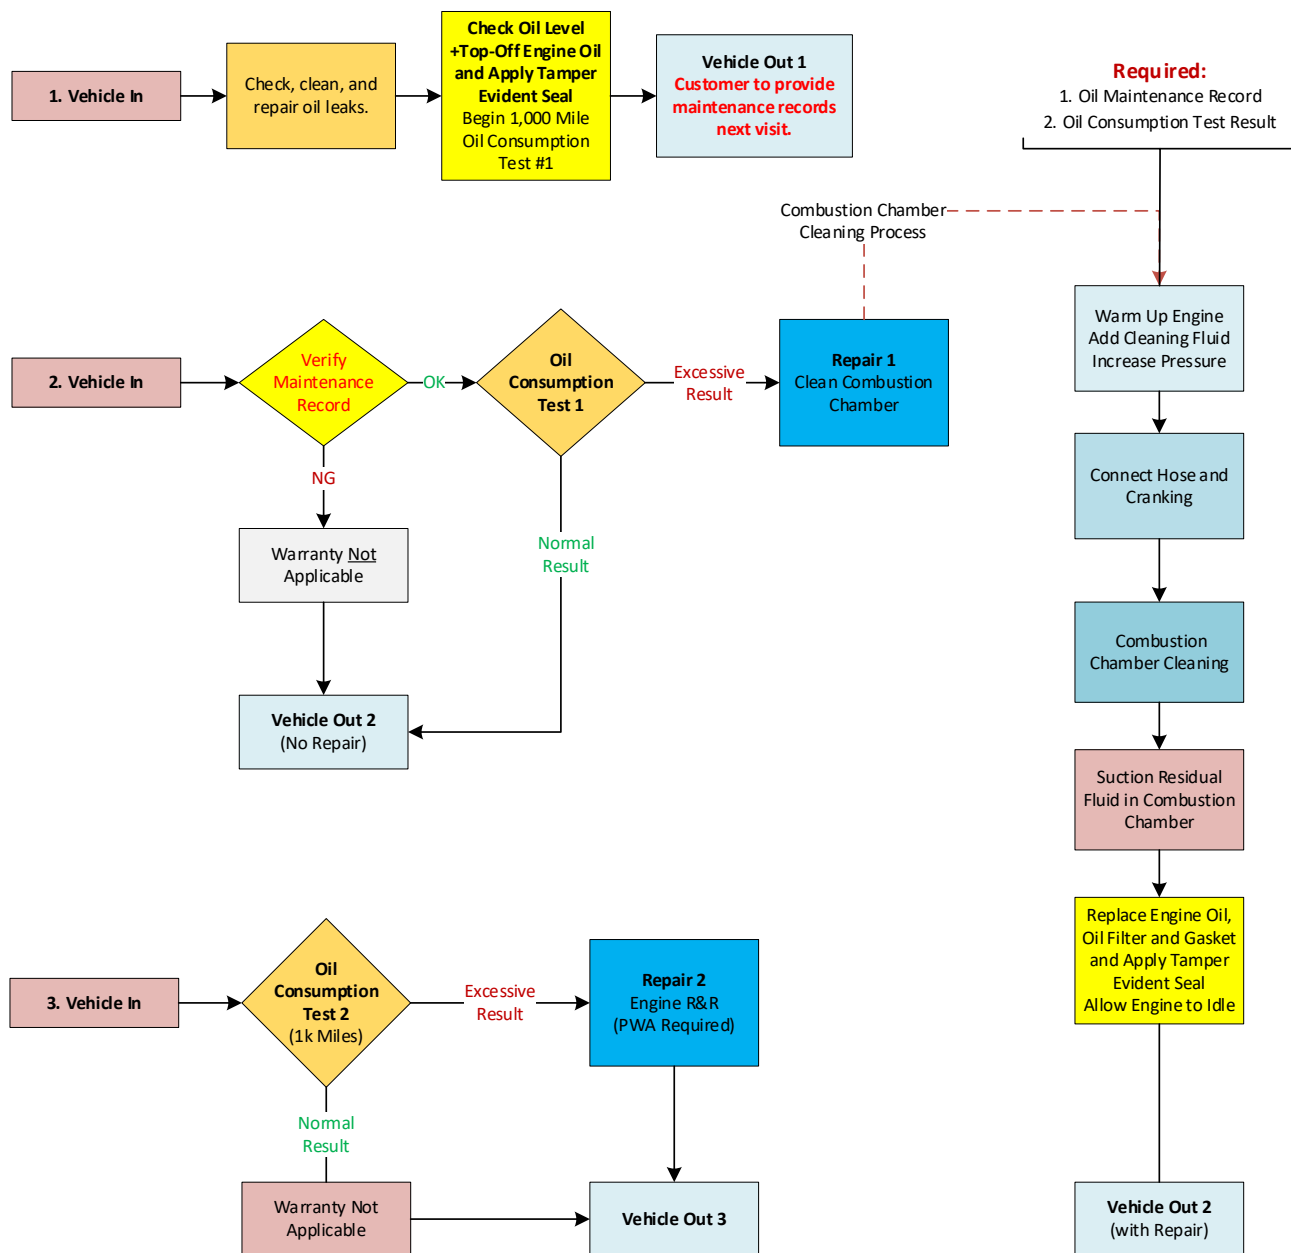 1. Vehicle In
Check, clean, and
repair oil leaks.
Check Oil Level
+Top-Off Engine Oil
and Apply Tamper
Evident Seal
Begin 1,000 Mile
Oil Consumption
Test #1
Vehicle Out 1
Customer to provide
maintenance records
next visit.
Required:
1. Oil Maintenance Record
2. Oil Consumption Test Result
Combustion Chamber
Cleaning Process
2. Vehicle In
Verify
Maintenance
Record
OK
Oil
Consumption
Test 1
Excessive
Result
Repair 1
Clean Combustion
Chamber
NG
Warranty Not
Applicable
Normal
Result
Vehicle Out 2
(No Repair)
Warm Up Engine
Add Cleaning Fluid
Increase Pressure
Connect Hose and
Cranking
Combustion
Chamber Cleaning
Suction Residual
Fluid in Combustion
Chamber
Replace Engine Oil,
Oil Filter and Gasket
and Apply Tamper
Evident Seal
Allow Engine to Idle
Vehicle Out 2
(with Repair)
3. Vehicle In
Oil
Consumption
Test 2
(1k Miles)
Excessive
Result
Repair 2
Engine R&R
(PWA Required)
Normal
Result
Warranty Not
Applicable
Vehicle Out 3